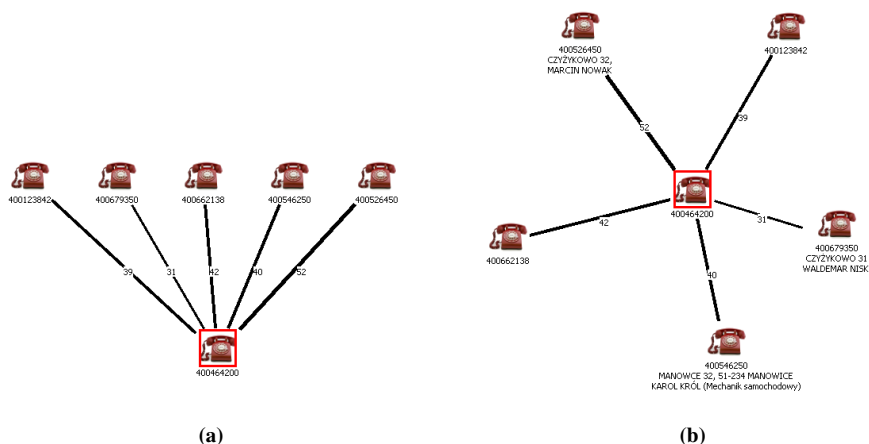 400123842
400679350
400662138
400546250
400526450
39
31
42
40
52
400464200
(a)
400526450
CZYŻYKOWO 32,
MARCIN NOWAK
400123842
52
39
400464200
42
31
400662138
400679350
CZYŻYKOWO 31
WALDEMAR NISK
40
400546250
MANOWCE 32, 51-234 MANOWICE
KAROL KRÓL (Mechanik samochodowy)
(b)